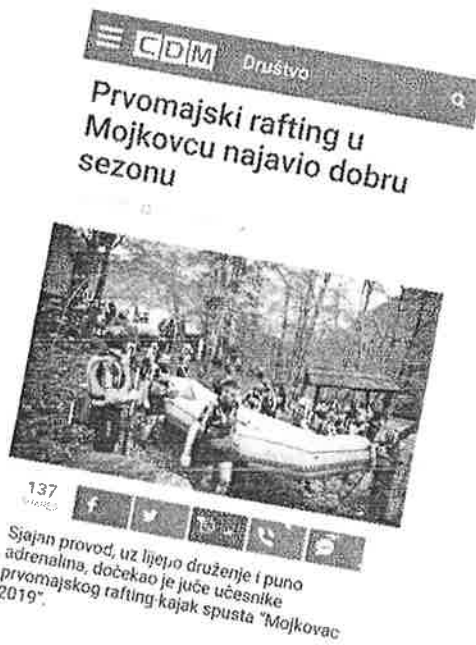 CDM Društvo
Prvomajski rafting u
Mojkovcu najavio dobru
sezonu
137
SHARES
Sjajan provod, uz lijepo druženje i puno
adrenalina, dočekao je juče učesnike
prvomajskog rafting-kajak spusta "Mojkovac
2019".